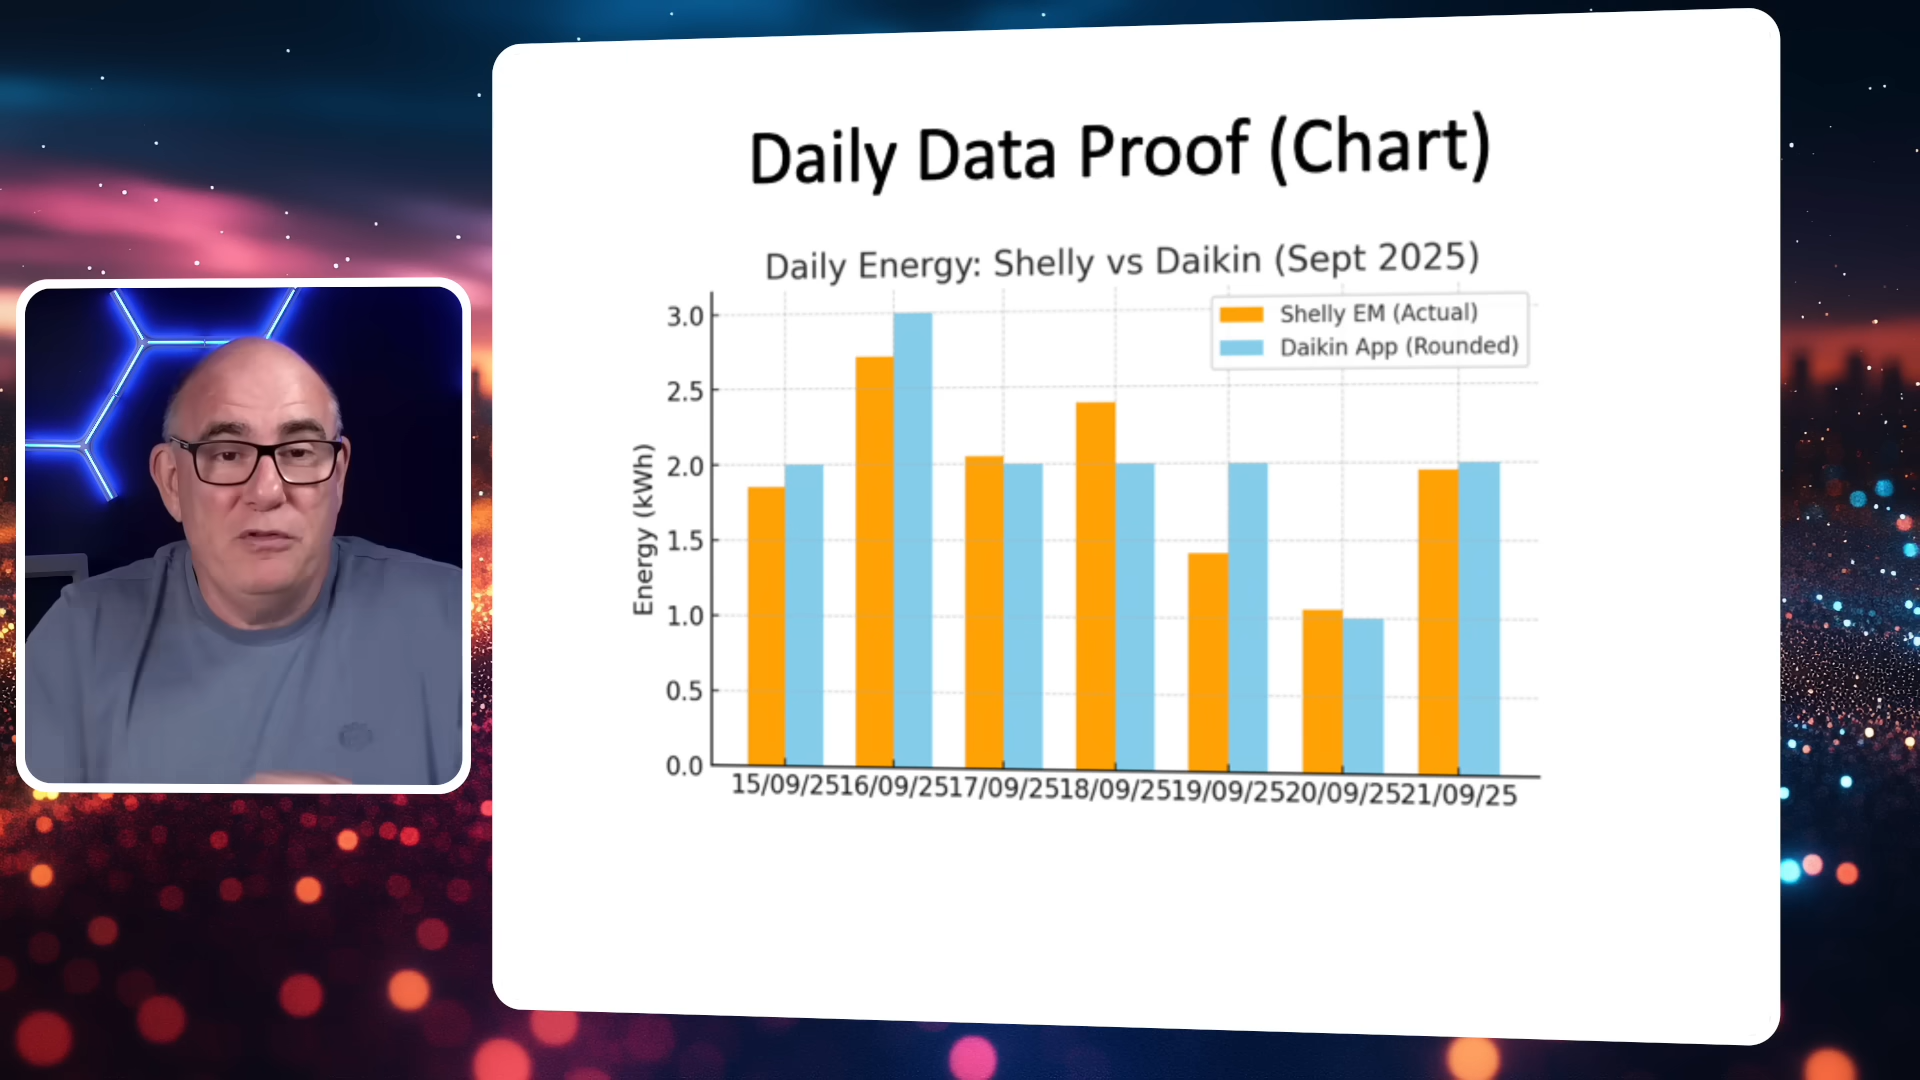 Daily Data Proof (Chart)
Daily Energy: Shelly vs Daikin (Sept 2025)
Shelly EM (Actual)
Daikin App (Rounded)
Energy (kWh)
3.0
2.5
2.0
1.5
1.0
0.5
0.0
15/09/25 16/09/25 17/09/25 18/09/25 19/09/25 20/09/25 21/09/25